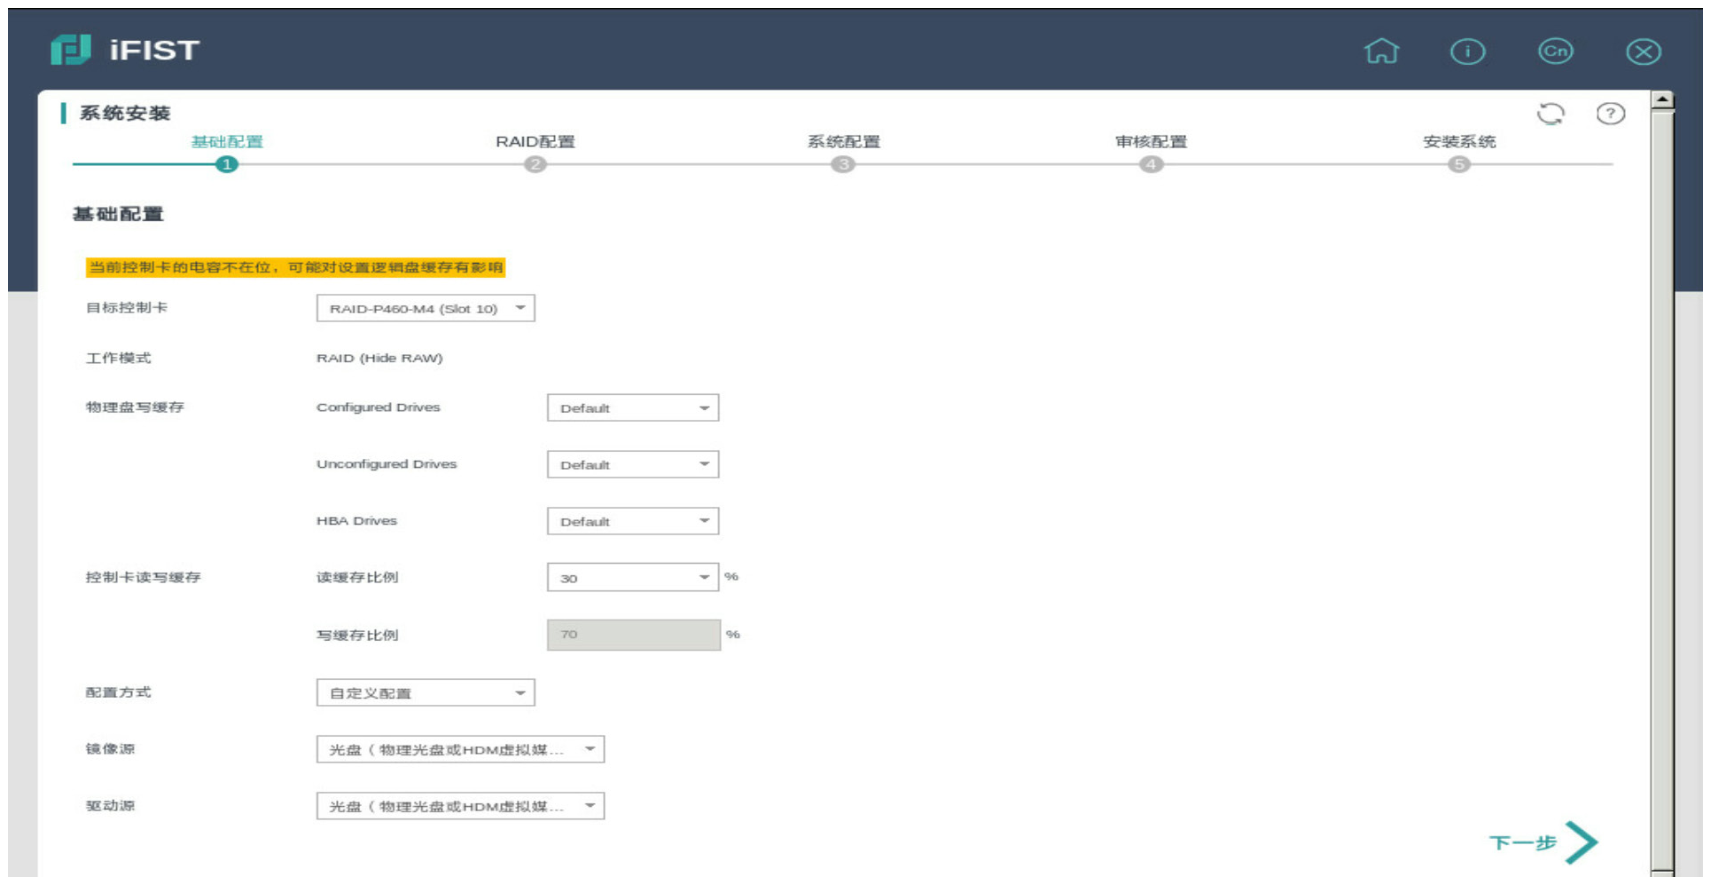 iFIST
Cn
系统安装
基础配置 RAID配置 系统配置 审核配置 安装系统
1 2 3 4 5
基础配置
当前控制卡的电容不在位，可能对设置逻辑盘缓存有影响
目标控制卡 RAID-P460-M4 (Slot 10)
工作模式 RAID (Hide RAW)
物理盘写缓存 Configured Drives Default
Unconfigured Drives Default
HBA Drives Default
控制卡读写缓存 读缓存比例 30 %
写缓存比例 70 %
配置方式 自定义配置
镜像源 光盘（物理光盘或HDM虚拟媒...
驱动源 光盘（物理光盘或HDM虚拟媒...
下一步